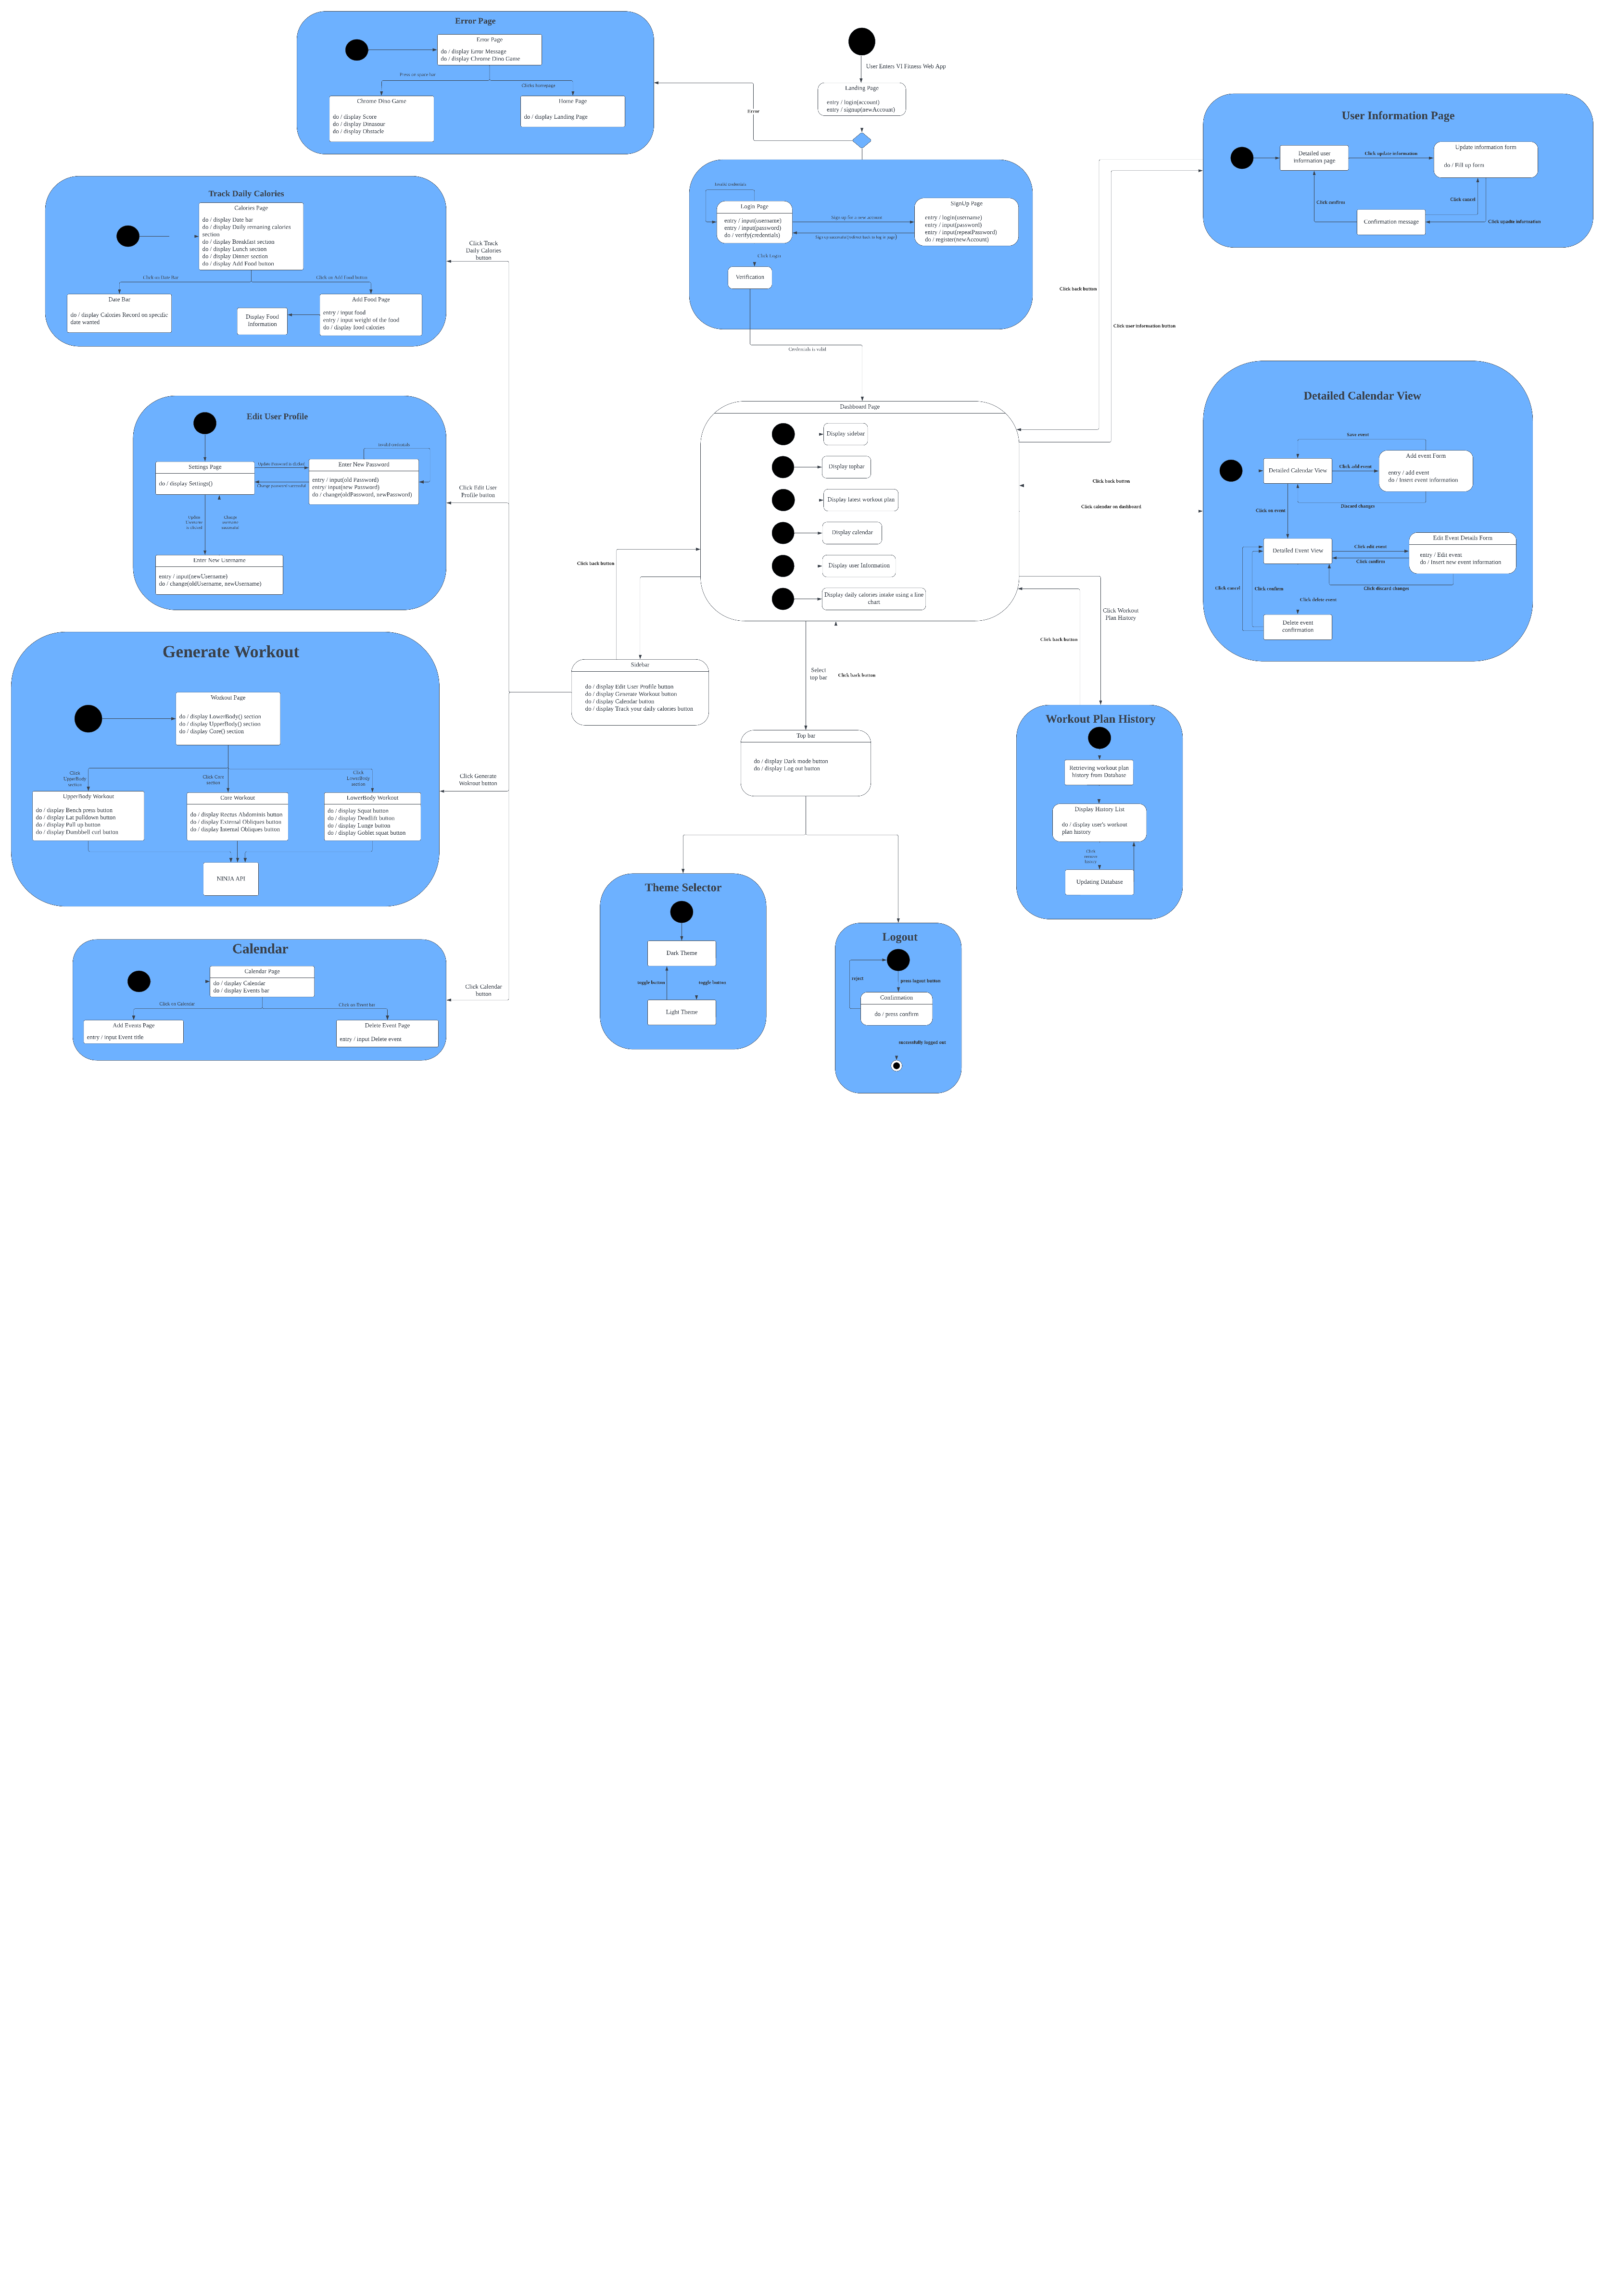 Error Page
Error Page
do / display Error Message
do / display Chrome Dino Game
Press on space bar
Clicks homepage
Chrome Dino Game
do / display Score
do / display Dinasour
do / display Obstacle
Home Page
do / display Landing Page
User Enters VI Fitness Web App
Landing Page
entry / login(account)
entry / signup(newAccount)
Error
Invalid credentials
Login Page
entry / input(username)
entry / input(password)
do / verify(credentials)
Sign up for a new account
SignUp Page
entry / login(username)
entry / input(password)
entry / input(repeatPassword)
do / register(newAccount)
Click Login
Verification
Credentials is valid
User Information Page
Detailed user
information page
Click update information
Update information form
do / Fill up form
Click confirm
Click cancel
Confirmation message
Click back button
Click user information button
Track Daily Calories
Calories Page
do / display Date bar
do / display Daily remaining calories
section
do / display Breakfast section
do / display Lunch section
do / display Dinner section
do / display Add Food button
Click on Date Bar
Click on Add Food button
Date Bar
do / display Calories Record on specific
date wanted
Display Food
Information
Add Food Page
entry / input food
entry / input weight of the food
do / display food calories
Click Track
Daily Calories
button
Edit User Profile
Settings Page
do / display Settings()
Update Password is clicked
Change password successful
Enter New Password
entry / input(old Password)
entry/ input(new Password)
do / change(oldPassword, newPassword)
Update
Username
is clicked
Change
username
successful
Enter New Username
entry / input(newUsername)
do / change(oldUsername, newUsername)
Click Edit User
Profile button
Dashboard Page
Display sidebar
Display topbar
Display latest workout plan
Display calendar
Display user Information
Display daily calories intake using a line
chart
Click back button
Click calendar on dashboard
Detailed Calendar View
Save event
Detailed Calendar View
Click add event
Add event Form
entry / add event
do / Insert event information
Discard changes
Click on event
Detailed Event View
Click edit event
Click confirm
Edit Event Details Form
entry / Edit event
do / Insert new event information
Click discard changes
Click cancel
Click confirm
Click delete event
Delete event
confirmation
Click back button
Sidebar
do / display Edit User Profile button
do / display Generate Workout button
do / display Calendar button
do / display Track your daily calories button
Select
top bar
Click back button
Click back button
Click Workout
Plan History
Top bar
do / display Dark mode button
do / display Log out button
Generate Workout
Workout Page
do / display LowerBody() section
do / display UpperBody() section
do / display Core() section
Click
UpperBody
section
Click Core
section
Click
LowerBody
section
UpperBody Workout
do / display Bench press button
do / display Lat pulldown button
do / display Pull up button
do / display Dumbbell curl button
Core Workout
do / display Rectus Abdominis button
do / display External Obliques button
do / display Internal Obliques button
LowerBody Workout
do / display Squat button
do / display Deadlift button
do / display Lunge button
do / display Goblet squat button
NINJA API
Click Generate
Wokrout button
Workout Plan History
Retrieving workout plan
history from Database
Display History List
do / display user's workout
plan history
Click
remove
history
Updating Database
Theme Selector
Dark Theme
toggle button
toggle button
Light Theme
Logout
reject
press logout button
Confirmation
do / press confirm
successfully logged out
Calendar
Calendar Page
do / display Calendar
do / display Events bar
Click on Calendar
Click on Event bar
Add Events Page
entry / input Event title
Delete Event Page
entry / input Delete event
Click Calendar
button